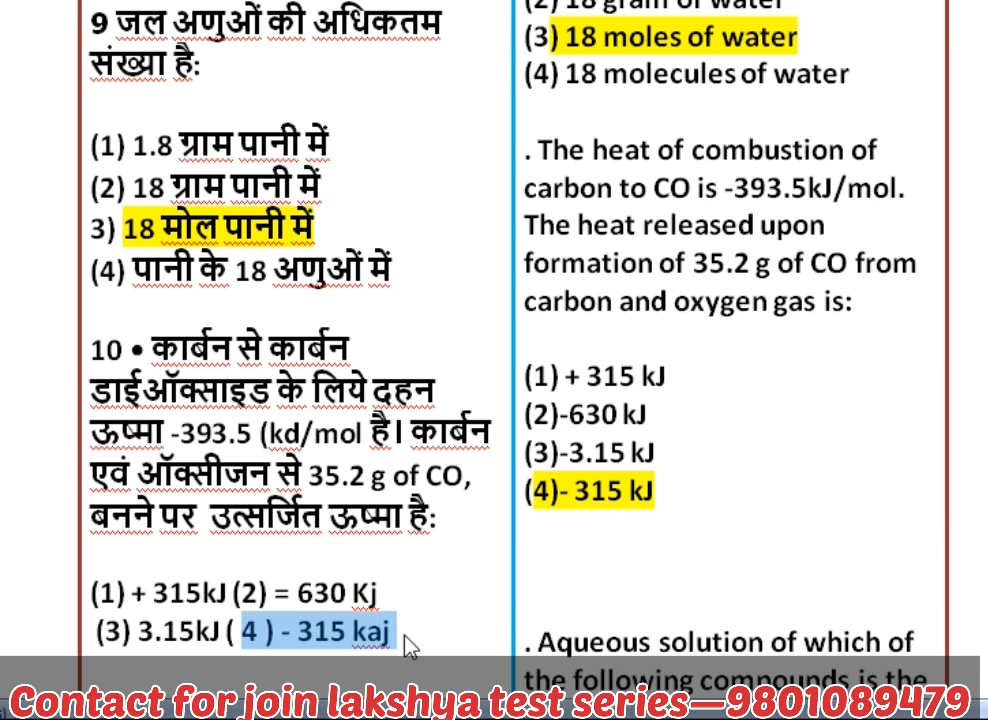 9 जल अणुओं की अधिकतम
संख्या है:
(1) 1.8 ग्राम पानी में
(2) 18 ग्राम पानी में
3) 18 मोल पानी में
(4) पानी के 18 अणुओं में
10 • कार्बन से कार्बन
डाईऑक्साइड के लिये दहन
ऊष्मा -393.5 (kd/mol है। कार्बन
एवं ऑक्सीजन से 35.2 g of CO,
बनने पर उत्सर्जित ऊष्मा है:
(1) + 315kJ (2) = 630 Kj
(3) 3.15kJ ( 4 ) - 315 kaj
(2) 18 gram of water
(3) 18 moles of water
(4) 18 molecules of water
. The heat of combustion of
carbon to CO is -393.5kJ/mol.
The heat released upon
formation of 35.2 g of CO from
carbon and oxygen gas is:
(1) + 315 kJ
(2)-630 kJ
(3)-3.15 kJ
(4)- 315 kJ
. Aqueous solution of which of
the following compounds is the
Contact for join lakshya test series—9801089479